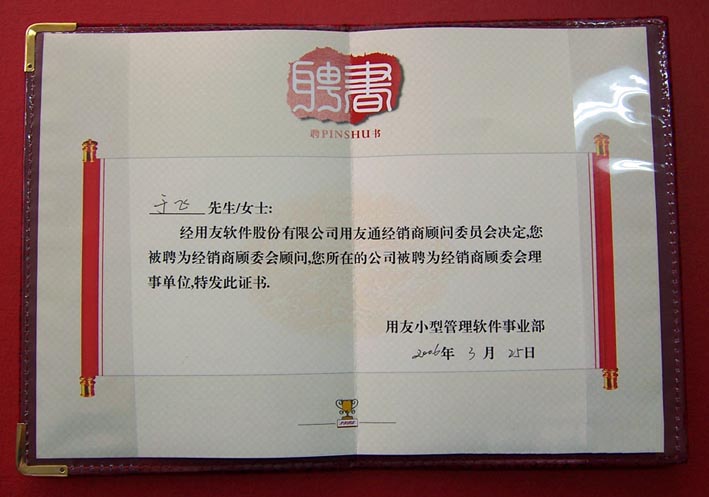 聘書
聘PINSHU书
于飞 先生/女士:
经用友软件股份有限公司用友通经销商顾问委员会决定,您
被聘为经销商顾委会顾问,您所在的公司被聘为经销商顾委会理
事单位,特发此证书.
用友小型管理软件事业部
2006年 3月 25日